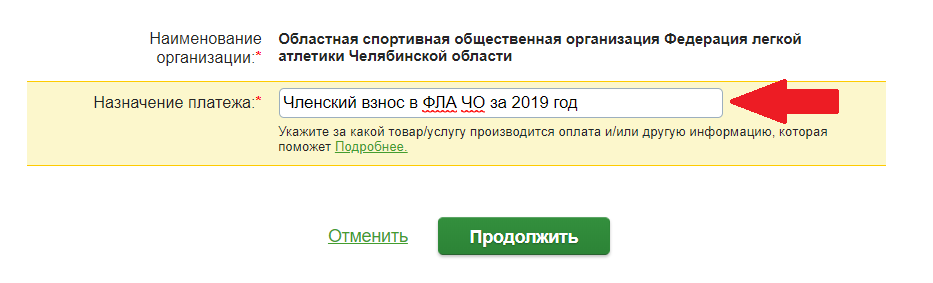 Наименование
организации:*
Областная спортивная общественная организация Федерация легкой
атлетики Челябинской области
Назначение платежа:*
Членский взнос в ФЛА ЧО за 2019 год
Укажите за какой товар/услугу производится оплата и/или другую информацию, которая
поможет Подробнее.
Отменить
Продолжить